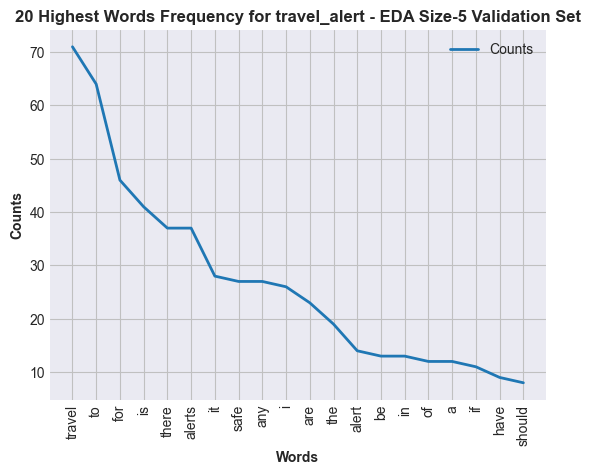 20 Highest Words Frequency for travel_alert - EDA Size-5 Validation Set
Counts
70
60
50
40
30
20
10
Counts
travel
to
for
is
there
alerts
it
safe
any
i
are
the
alert
be
in
of
a
if
have
should
Words